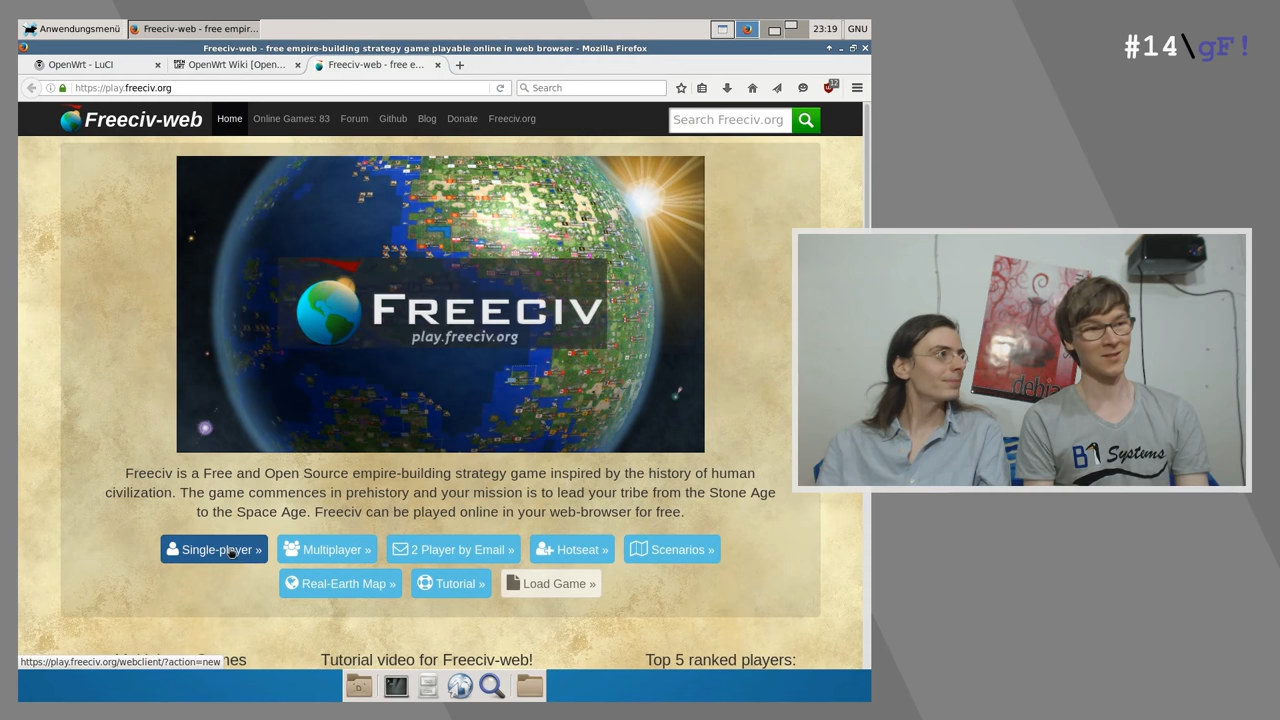 Anwendungsmenü Freeciv-web - free empir... 23:19 GNU
#14\gF!
Freeciv-web - free empire-building strategy game playable online in web browser - Mozilla Firefox
OpenWrt - LuCI OpenWrt Wiki [Open... Freeciv-web - free e...
https://play.freeciv.org Search 12
Freeciv-web Home Online Games: 83 Forum Github Blog Donate Freeciv.org Search Freeciv.org
FREECIV
play.freeciv.org
debia
B1 Systems
Freeciv is a Free and Open Source empire-building strategy game inspired by the history of human
civilization. The game commences in prehistory and your mission is to lead your tribe from the Stone Age
to the Space Age. Freeciv can be played online in your web-browser for free.
Single-player » Multiplayer » 2 Player by Email » Hotseat » Scenarios »
Real-Earth Map » Tutorial » Load Game »
https://play.freeciv.org/webclient/?action=new Tutorial video for Freeciv-web! Top 5 ranked players: